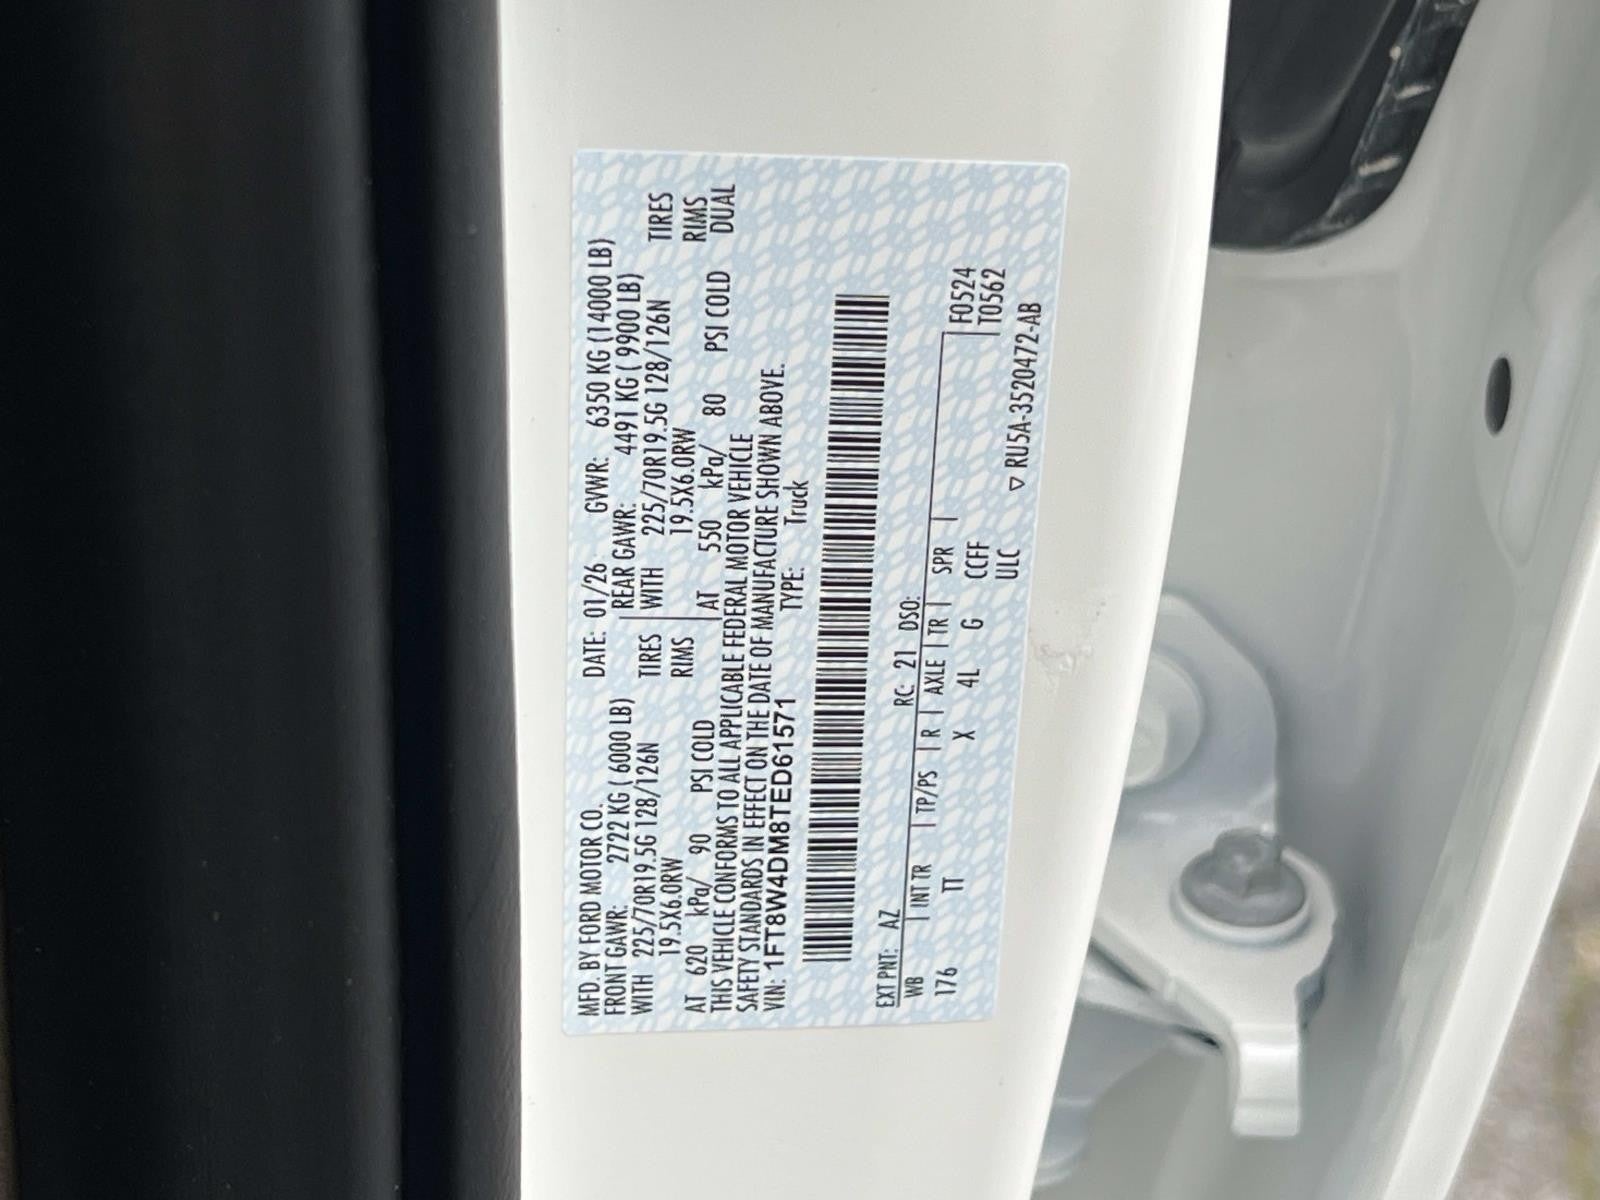 MFD. BY FORD MOTOR CO.
DATE: 01/26 GVWR: 6350 KG (14000 LB)
FRONT GAWR: 2722 KG ( 6000 LB)
REAR GAWR: 4491 KG ( 9900 LB)
WITH 225/70R19.5G 128/126N TIRES
WITH 225/70R19.5G 128/126N TIRES
19.5X6.0RW RIMS
19.5X6.0RW RIMS
AT 620 kPa/ 90 PSI COLD
AT 550 kPa/ 80 PSI COLD DUAL
THIS VEHICLE CONFORMS TO ALL APPLICABLE FEDERAL MOTOR VEHICLE
SAFETY STANDARDS IN EFFECT ON THE DATE OF MANUFACTURE SHOWN ABOVE.
VIN: 1FT8W4DM8TED61571 TYPE: Truck
EXT PNT: AZ RC: 21 DSO:
WB | INT TR | TP/PS | R | AXLE | TR | SPR |
F0524
176 TT X 4L G CCFF
T0562
ULC
▽ RU5A-3520472-AB